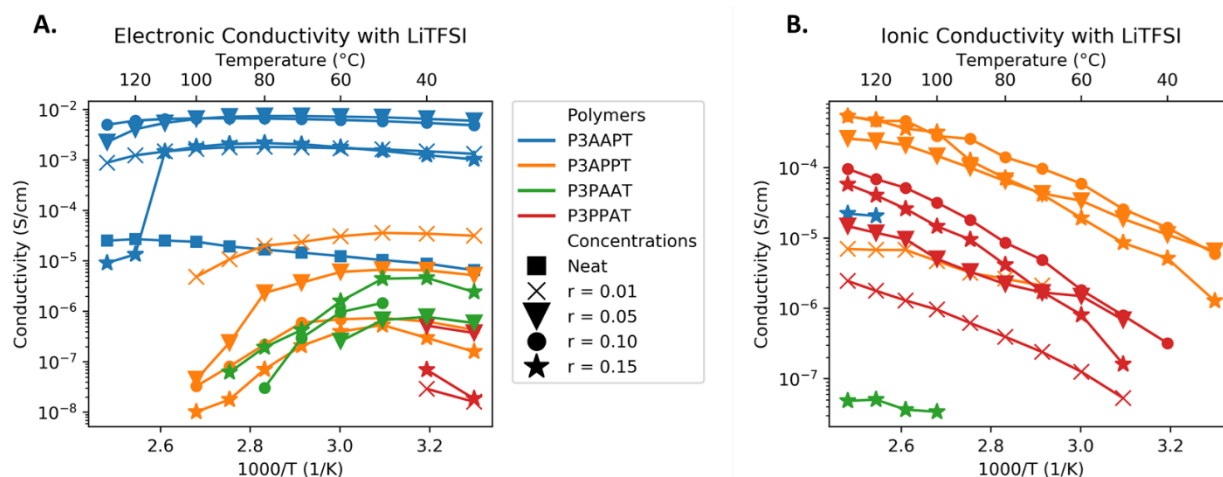 A.
Electronic Conductivity with LiTFSI
Temperature (°C)
120 100 80 60 40
10⁻²
10⁻³
10⁻⁴
10⁻⁵
10⁻⁶
10⁻⁷
10⁻⁸
Conductivity (S/cm)
2.6 2.8 3.0 3.2
1000/T (1/K)
Polymers
P3AAPT
P3APPT
P3PAAT
P3PPAT
Concentrations
Neat
r = 0.01
r = 0.05
r = 0.10
r = 0.15
B.
Ionic Conductivity with LiTFSI
Temperature (°C)
120 100 80 60 40
10⁻⁴
10⁻⁵
10⁻⁶
10⁻⁷
Conductivity (S/cm)
2.6 2.8 3.0 3.2
1000/T (1/K)